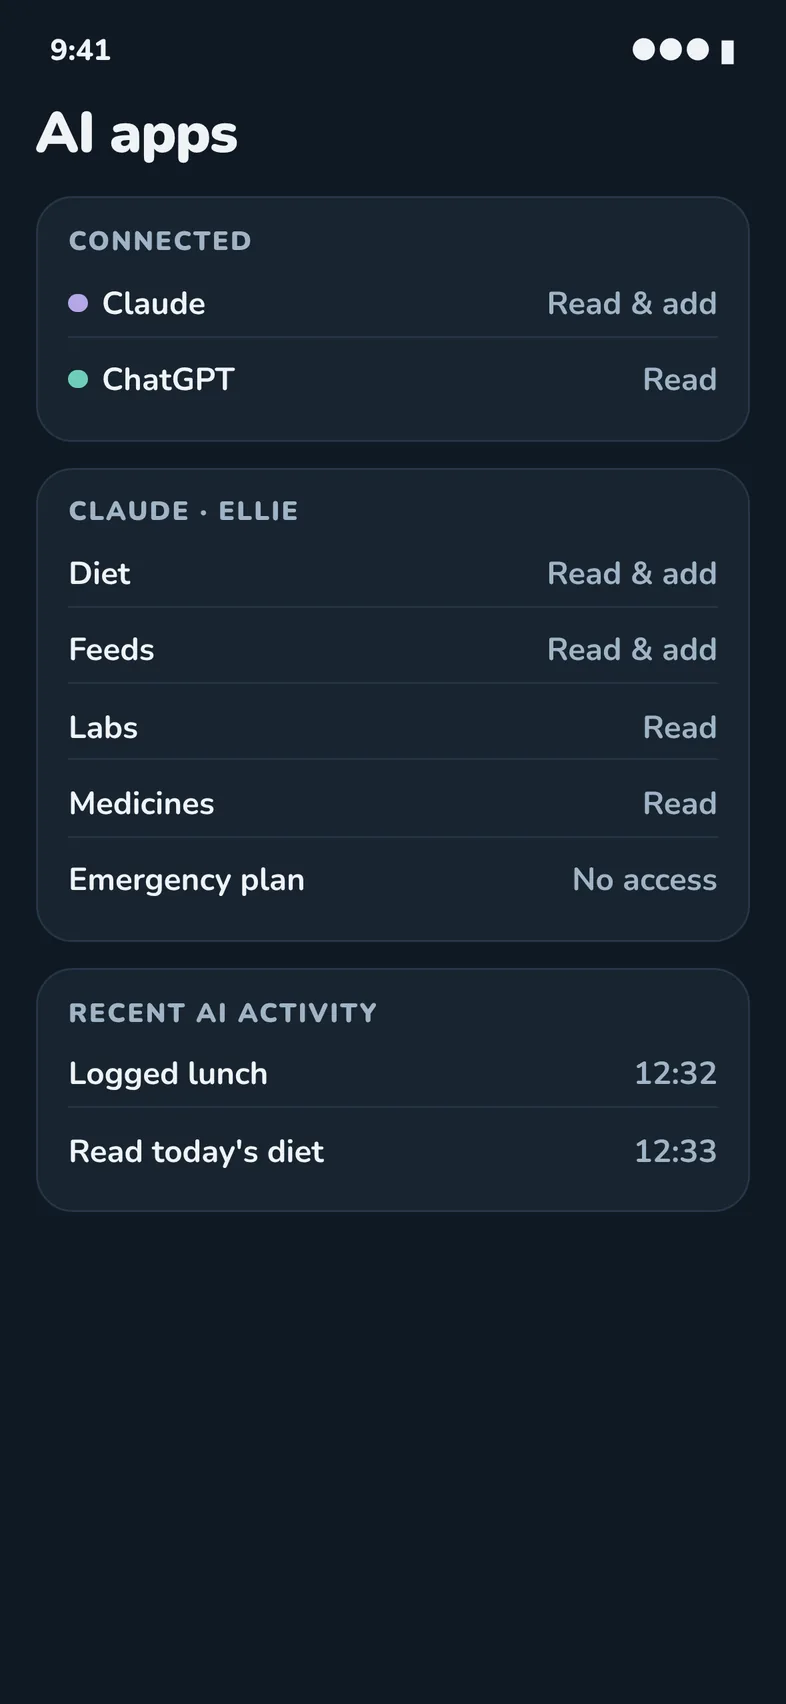 9:41
AI apps
CONNECTED
Claude Read & add
ChatGPT Read
CLAUDE · ELLIE
Diet Read & add
Feeds Read & add
Labs Read
Medicines Read
Emergency plan No access
RECENT AI ACTIVITY
Logged lunch 12:32
Read today's diet 12:33